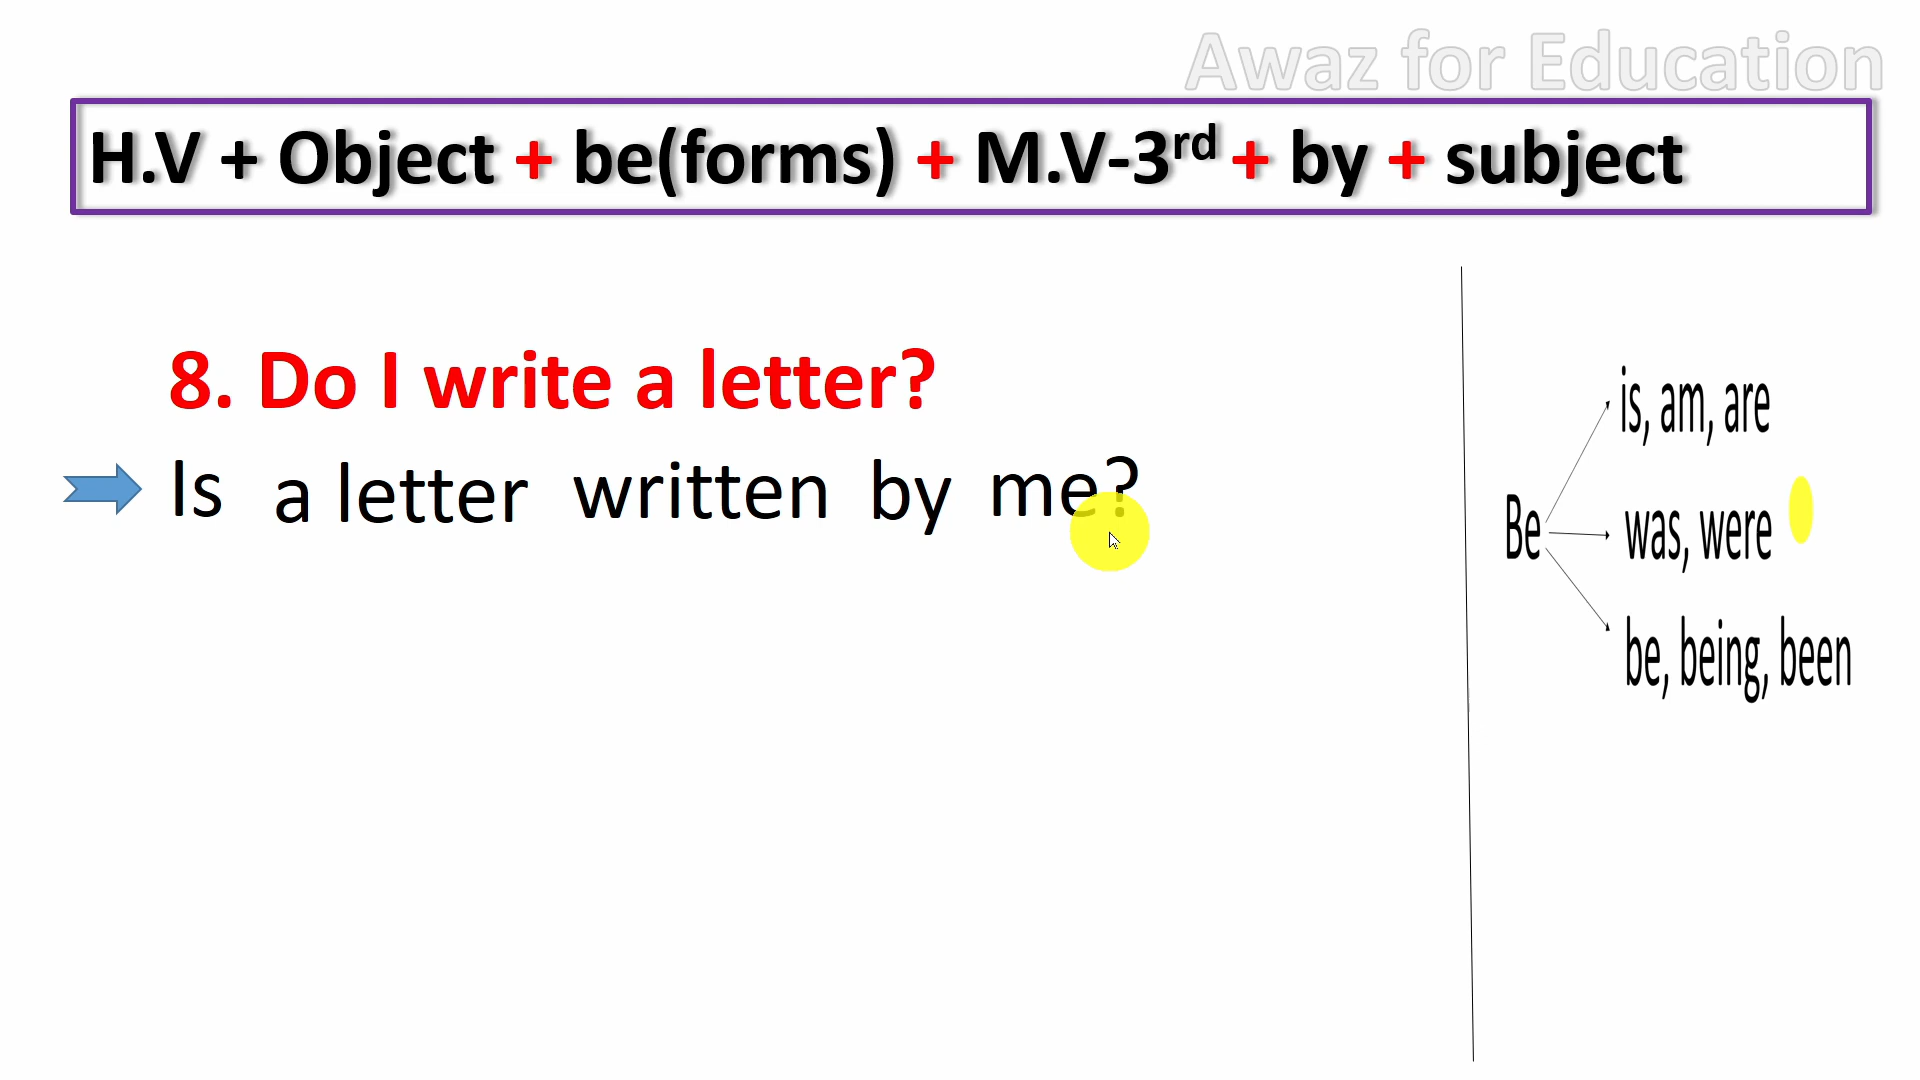 Awaz for Education
H.V + Object + be(forms) + M.V-3rd + by + subject
8. Do I write a letter?
Is a letter written by me?
Be
is, am, are
was, were
be, being, been